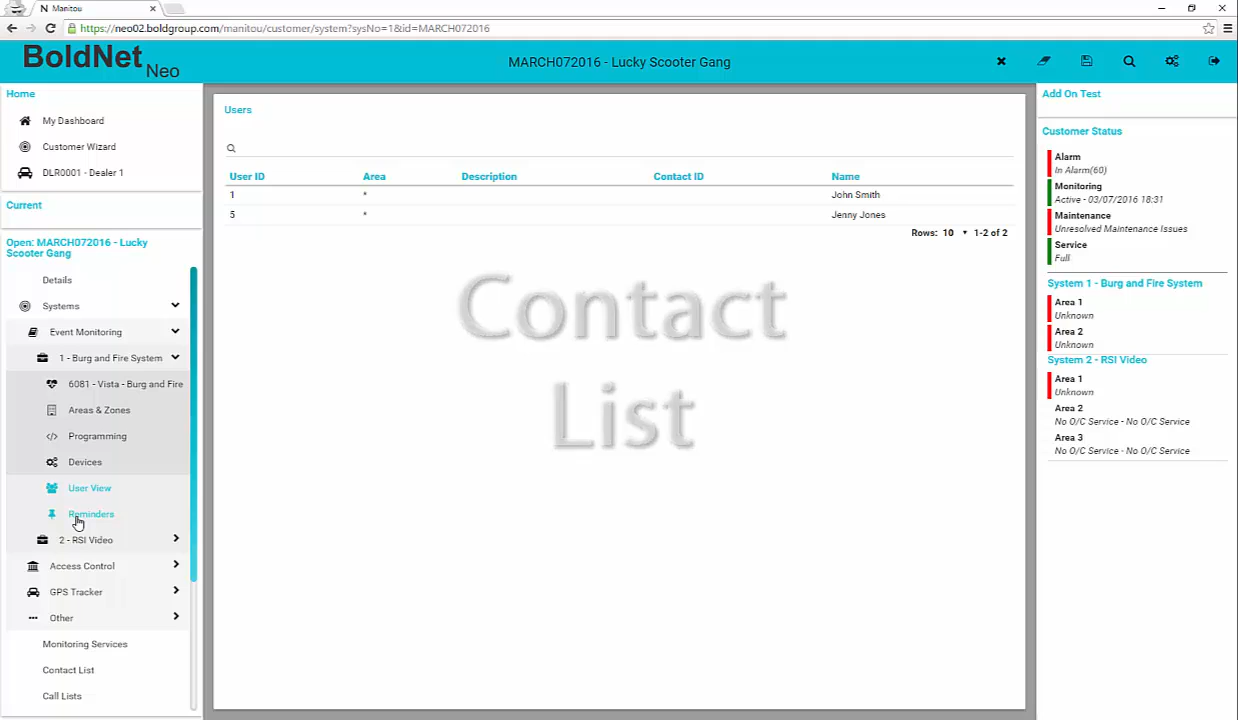 Manitou
https://neo02.boldgroup.com/manitou/customer/system?sysNo=1&id=MARCH072016
BoldNet Neo
MARCH072016 - Lucky Scooter Gang
Home
My Dashboard
Customer Wizard
DLR0001 - Dealer 1
Current
Open: MARCH072016 - Lucky
Scooter Gang
Details
Systems
Event Monitoring
1 - Burg and Fire System
6081 - Vista - Burg and Fire
Areas & Zones
Programming
Devices
User View
Reminders
2 - RSI Video
Access Control
GPS Tracker
Other
Monitoring Services
Contact List
Call Lists
Users
User ID Area Description Contact ID Name
1 * John Smith
5 * Jenny Jones
Rows: 10 1-2 of 2
Contact
List
Add On Test
Customer Status
Alarm
In Alarm(60)
Monitoring
Active - 03/07/2016 18:31
Maintenance
Unresolved Maintenance Issues
Service
Full
System 1 - Burg and Fire System
Area 1
Unknown
Area 2
Unknown
System 2 - RSI Video
Area 1
Unknown
Area 2
No O/C Service - No O/C Service
Area 3
No O/C Service - No O/C Service